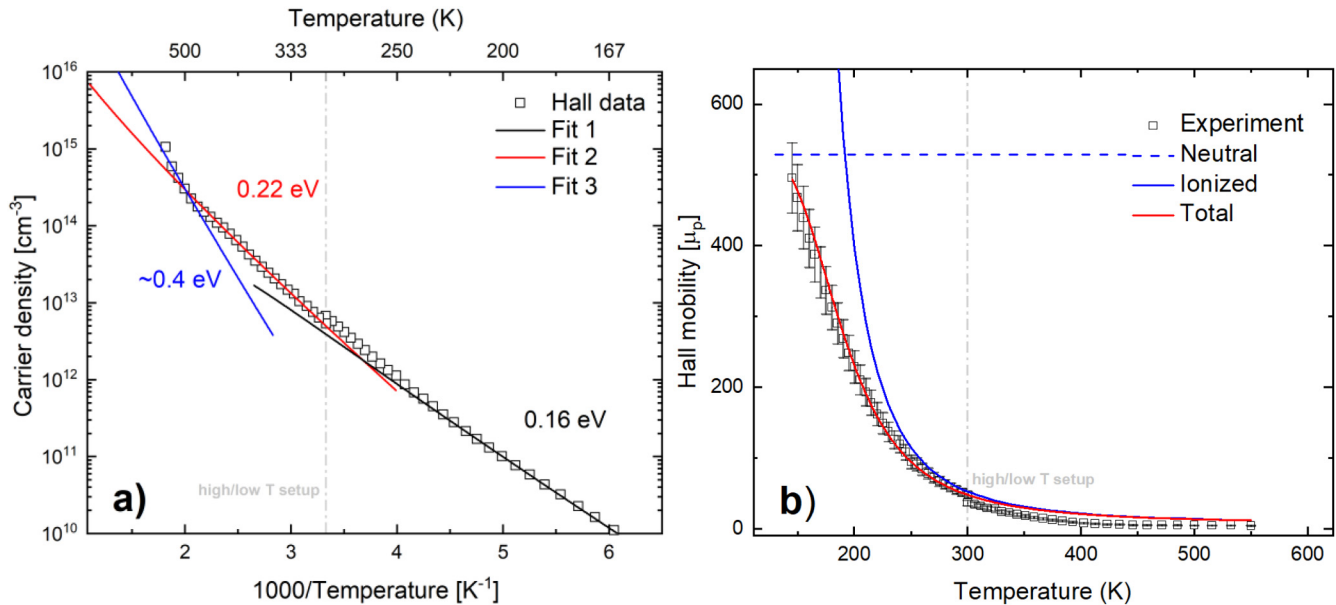 Temperature (K)
500 333 250 200 167
10^16
10^15
10^14
10^13
10^12
10^11
10^10
Carrier density [cm^-3]
Hall data
Fit 1
Fit 2
Fit 3
0.22 eV
~0.4 eV
0.16 eV
high/low T setup
a)
2 3 4 5 6
1000/Temperature [K^-1]
600
400
200
0
Hall mobility [μ_p]
Experiment
Neutral
Ionized
Total
high/low T setup
b)
200 300 400 500 600
Temperature (K)